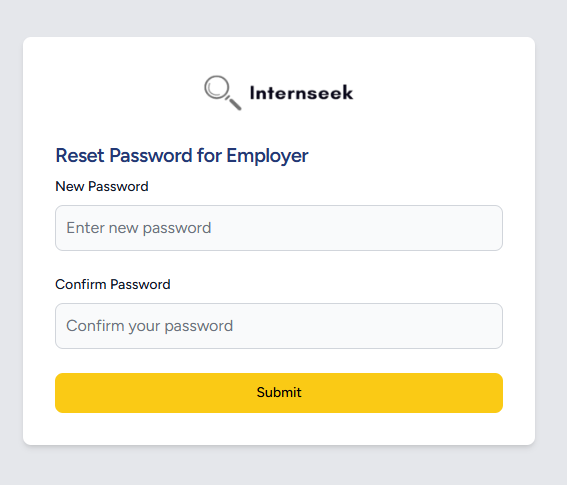 Internseek
Reset Password for Employer
New Password
Enter new password
Confirm Password
Confirm your password
Submit